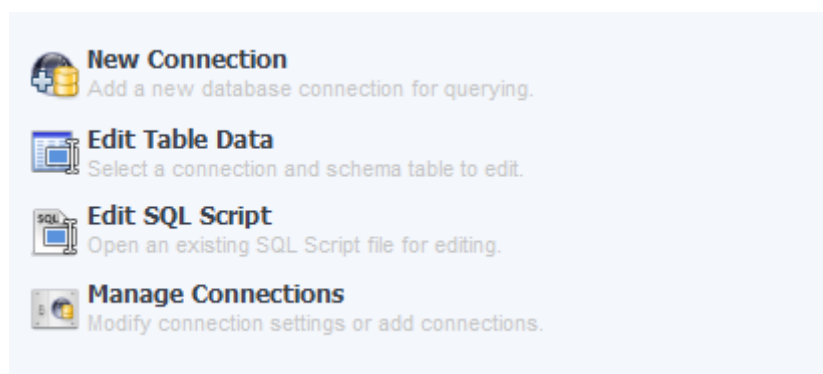 New Connection
Add a new database connection for querying.
Edit Table Data
Select a connection and schema table to edit.
SQL
Edit SQL Script
Open an existing SQL Script file for editing.
Manage Connections
Modify connection settings or add connections.